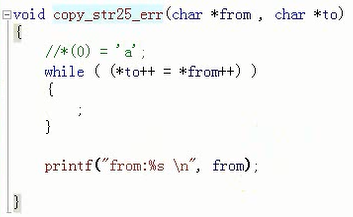 void copy_str25_err(char *from , char *to)
{
//*(0) = 'a';
while ( (*to++ = *from++) )
{
;
}
printf("from:%s \n", from);
}